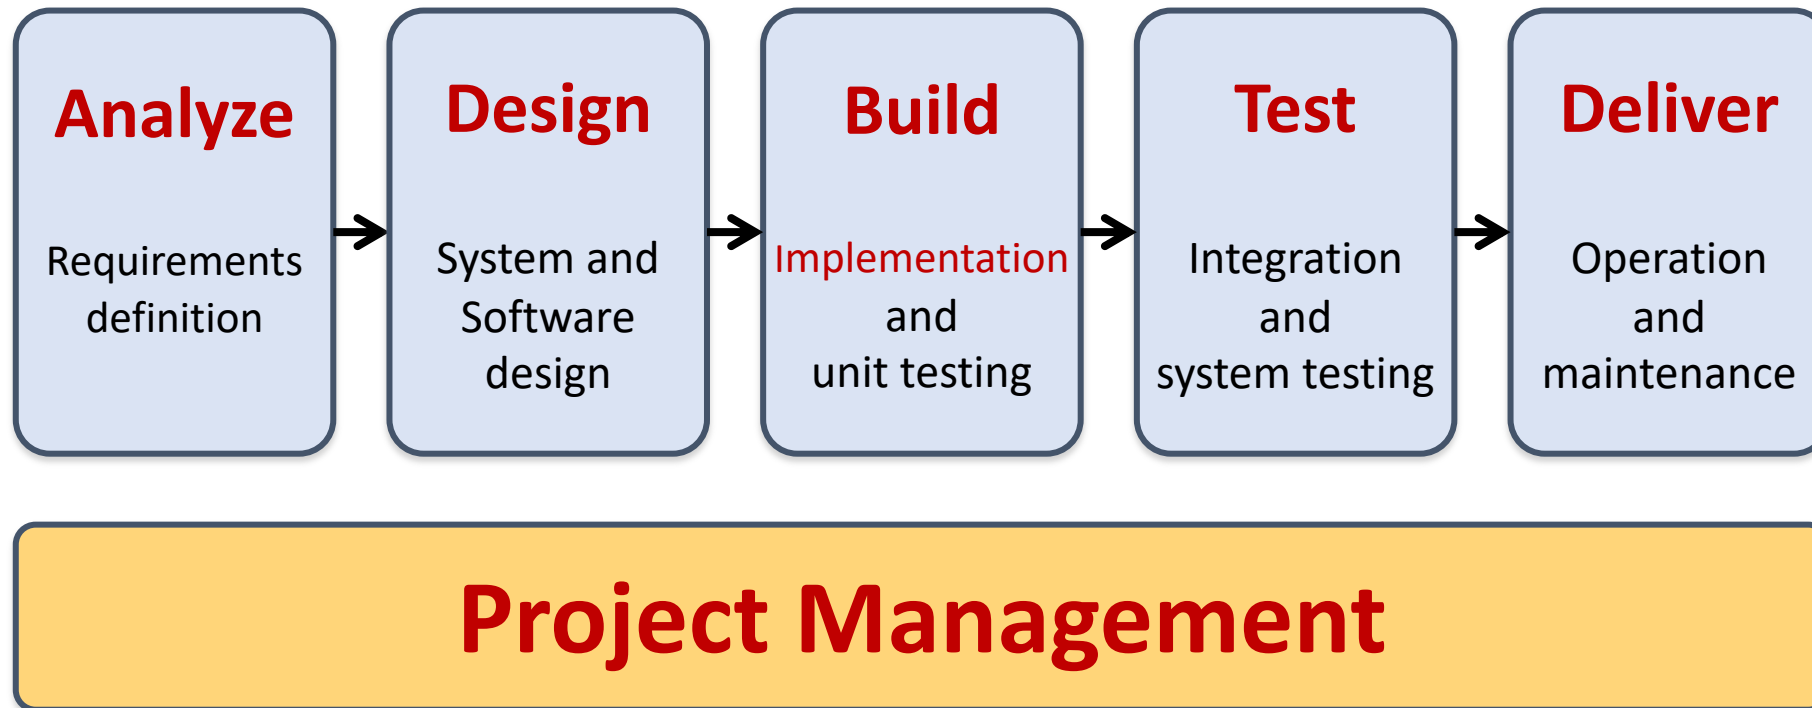 Analyze
Requirements
definition
Design
System and
Software
design
Build
Implementation
and
unit testing
Test
Integration
and
system testing
Deliver
Operation
and
maintenance
Project Management